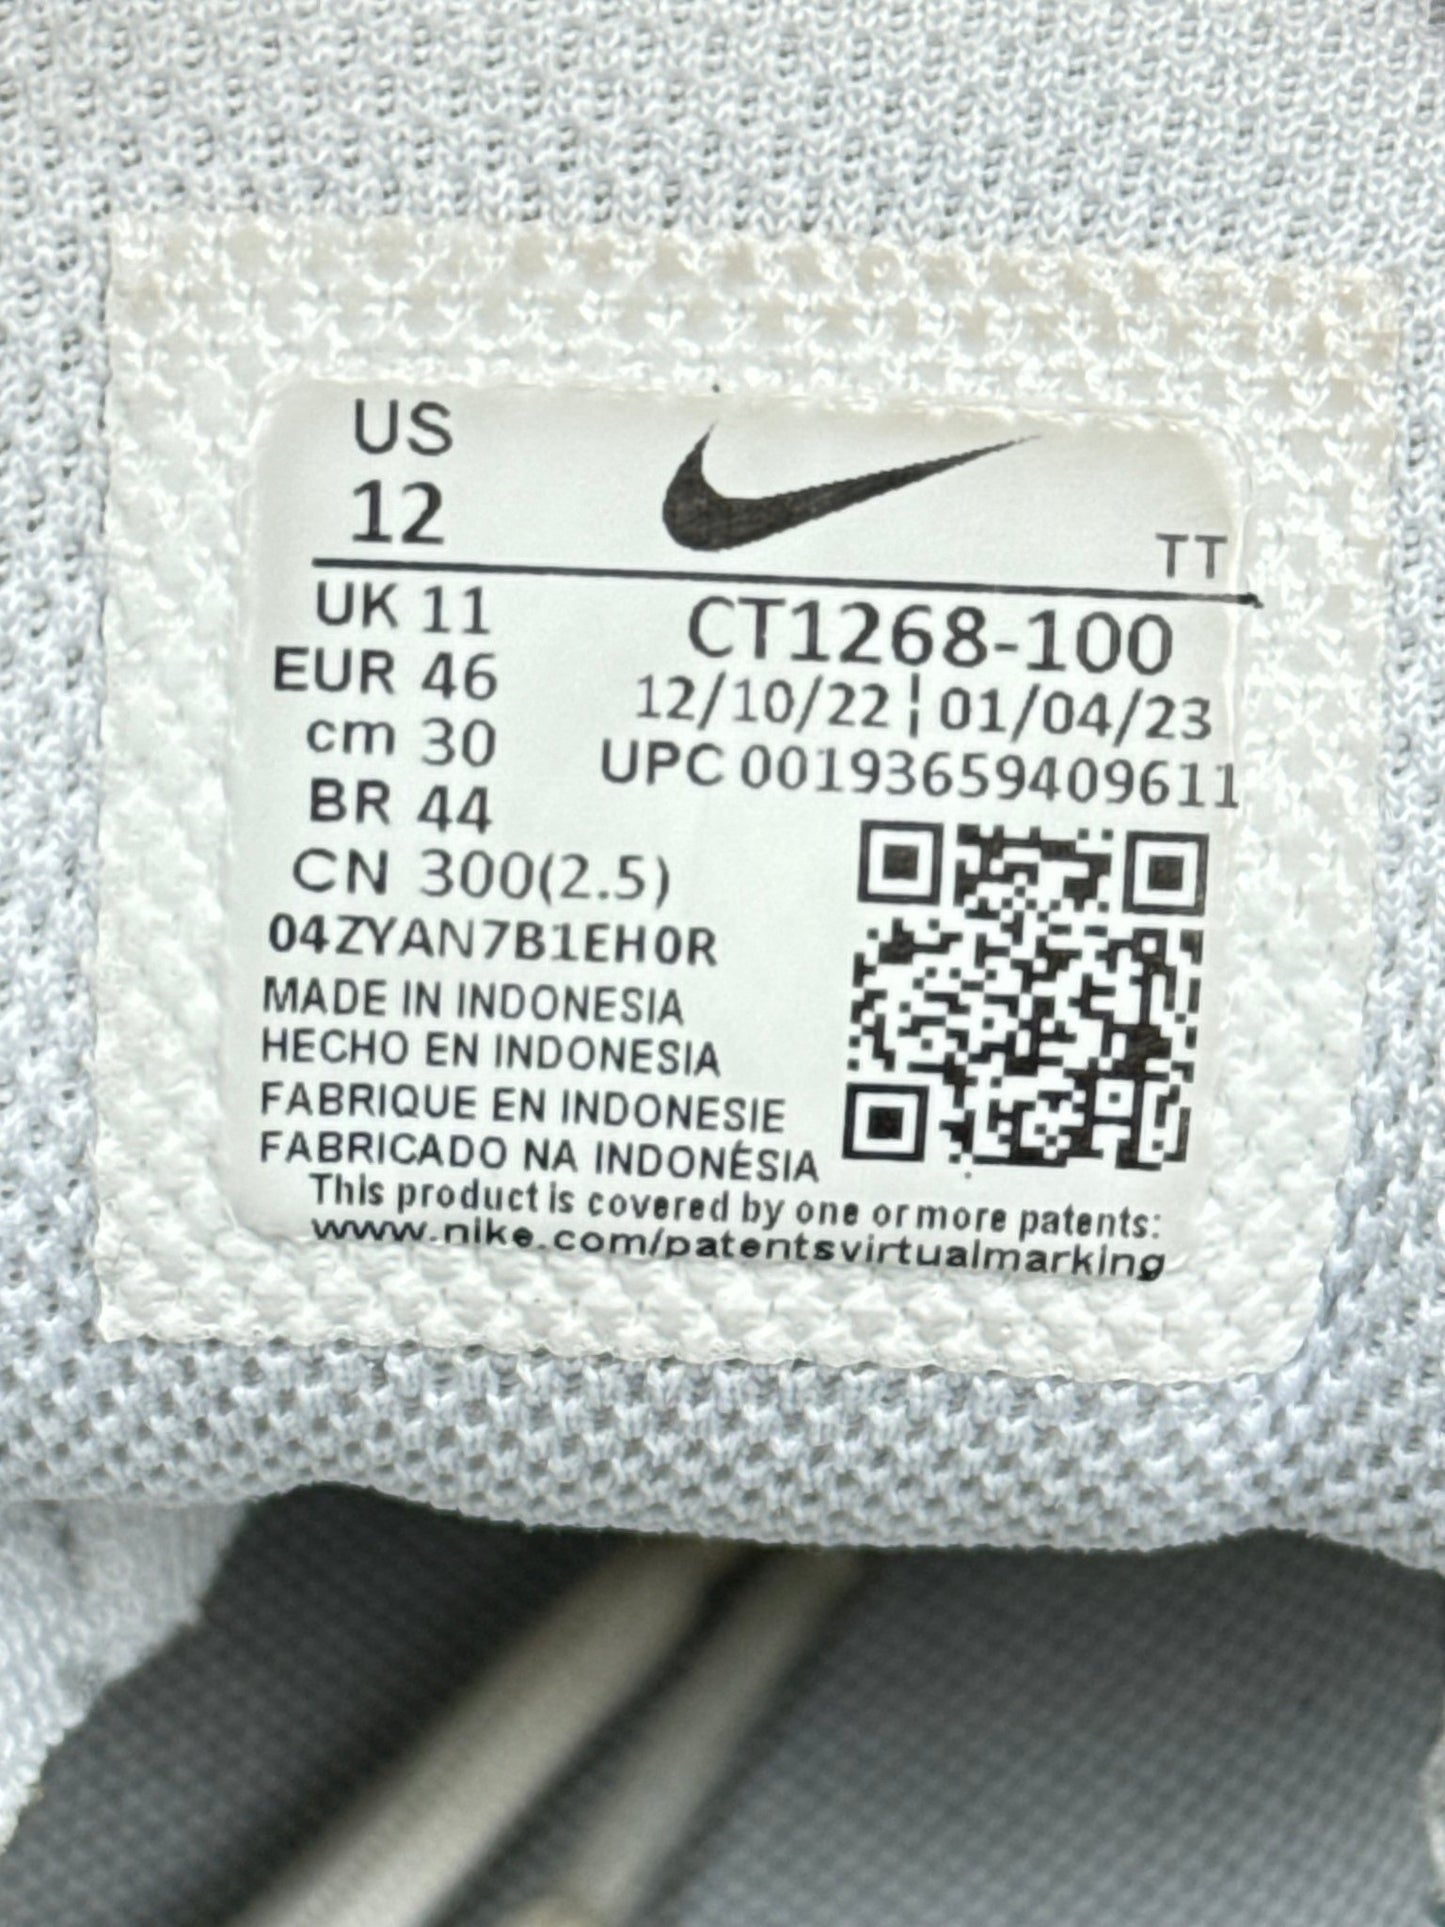 US
12
TT
UK 11
EUR 46
cm 30
BR 44
CN 300(2.5)
CT1268-100
12/10/22 ¦ 01/04/23
UPC 00193659409611
04ZYAN7B1EH0R
MADE IN INDONESIA
HECHO EN INDONESIA
FABRIQUE EN INDONESIE
FABRICADO NA INDONÉSIA
This product is covered by one or more patents:
www.nike.com/patentsvirtualmarking